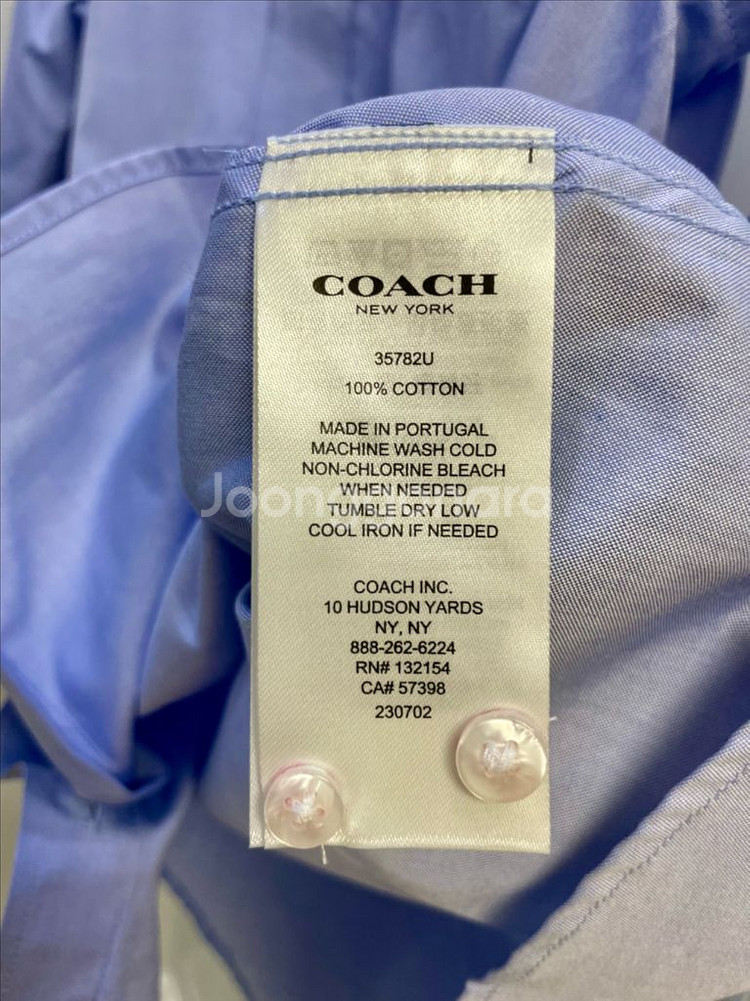 COACH
NEW YORK
35782U
100% COTTON
MADE IN PORTUGAL
MACHINE WASH COLD
NON-CHLORINE BLEACH
WHEN NEEDED
TUMBLE DRY LOW
COOL IRON IF NEEDED
COACH INC.
10 HUDSON YARDS
NY, NY
888-262-6224
RN# 132154
CA# 57398
230702